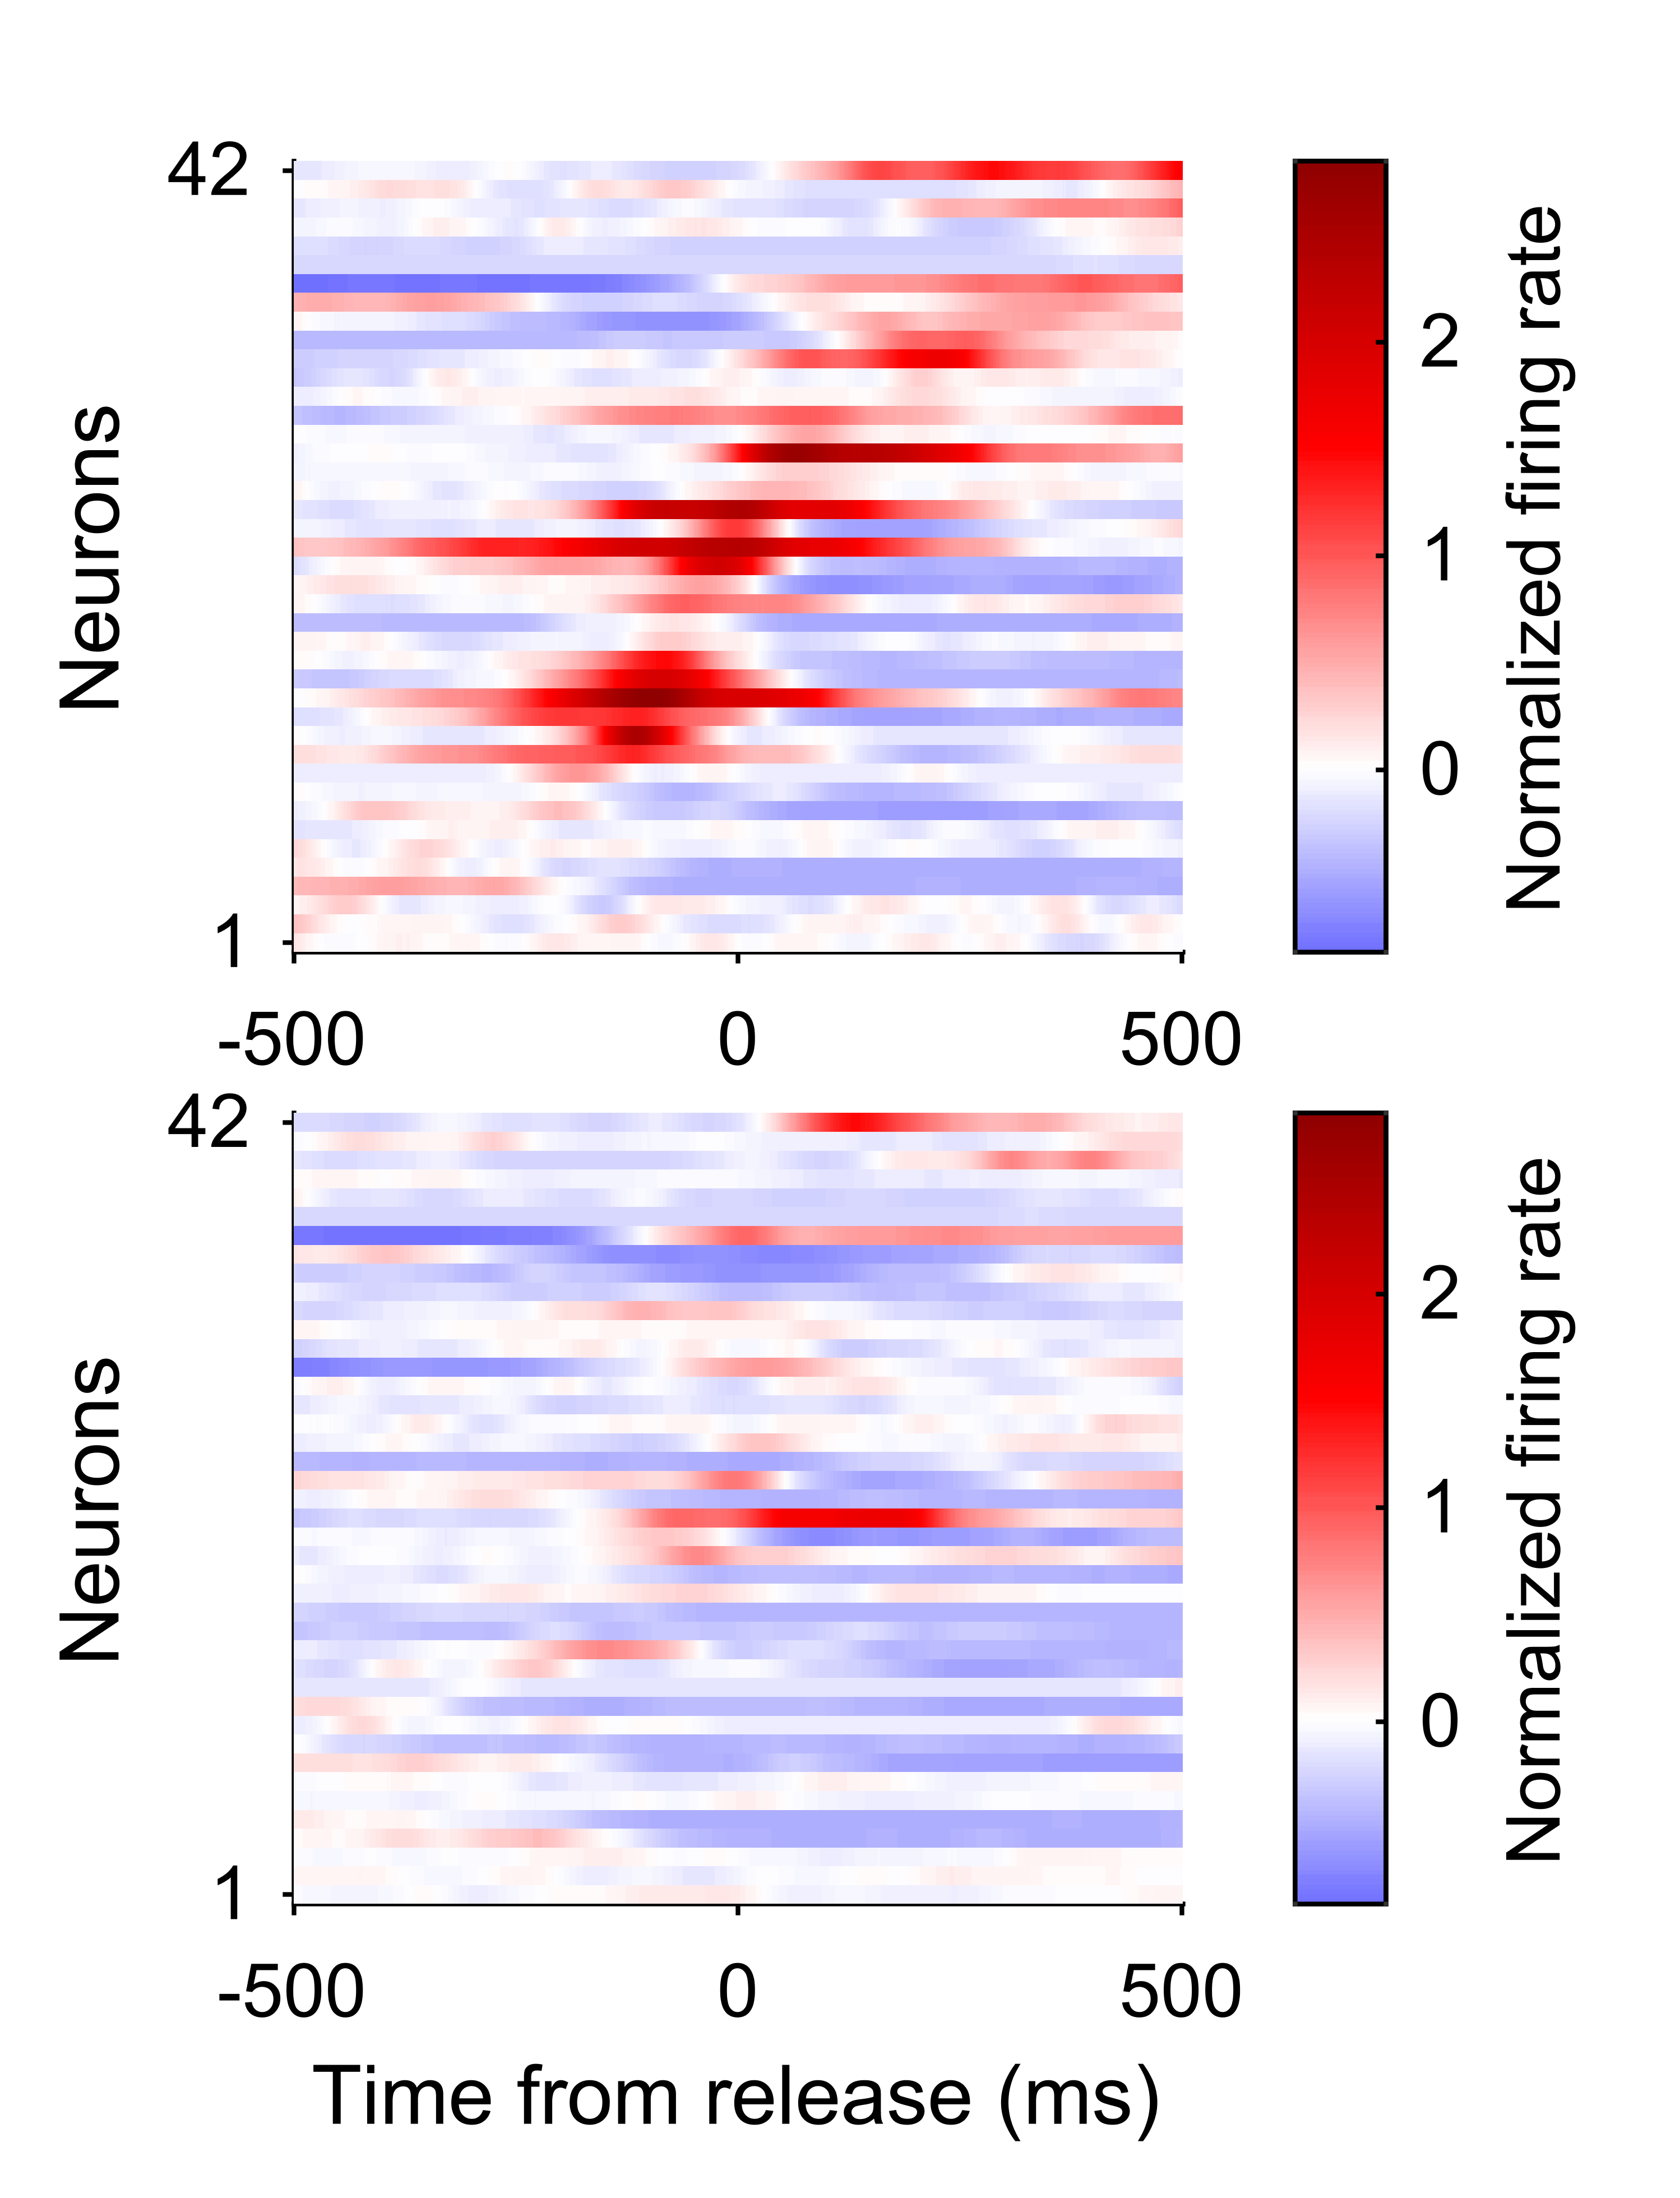 42
Neurons
1
-500 0 500
2
1
0
Normalized firing rate
42
Neurons
1
-500 0 500
Time from release (ms)
2
1
0
Normalized firing rate